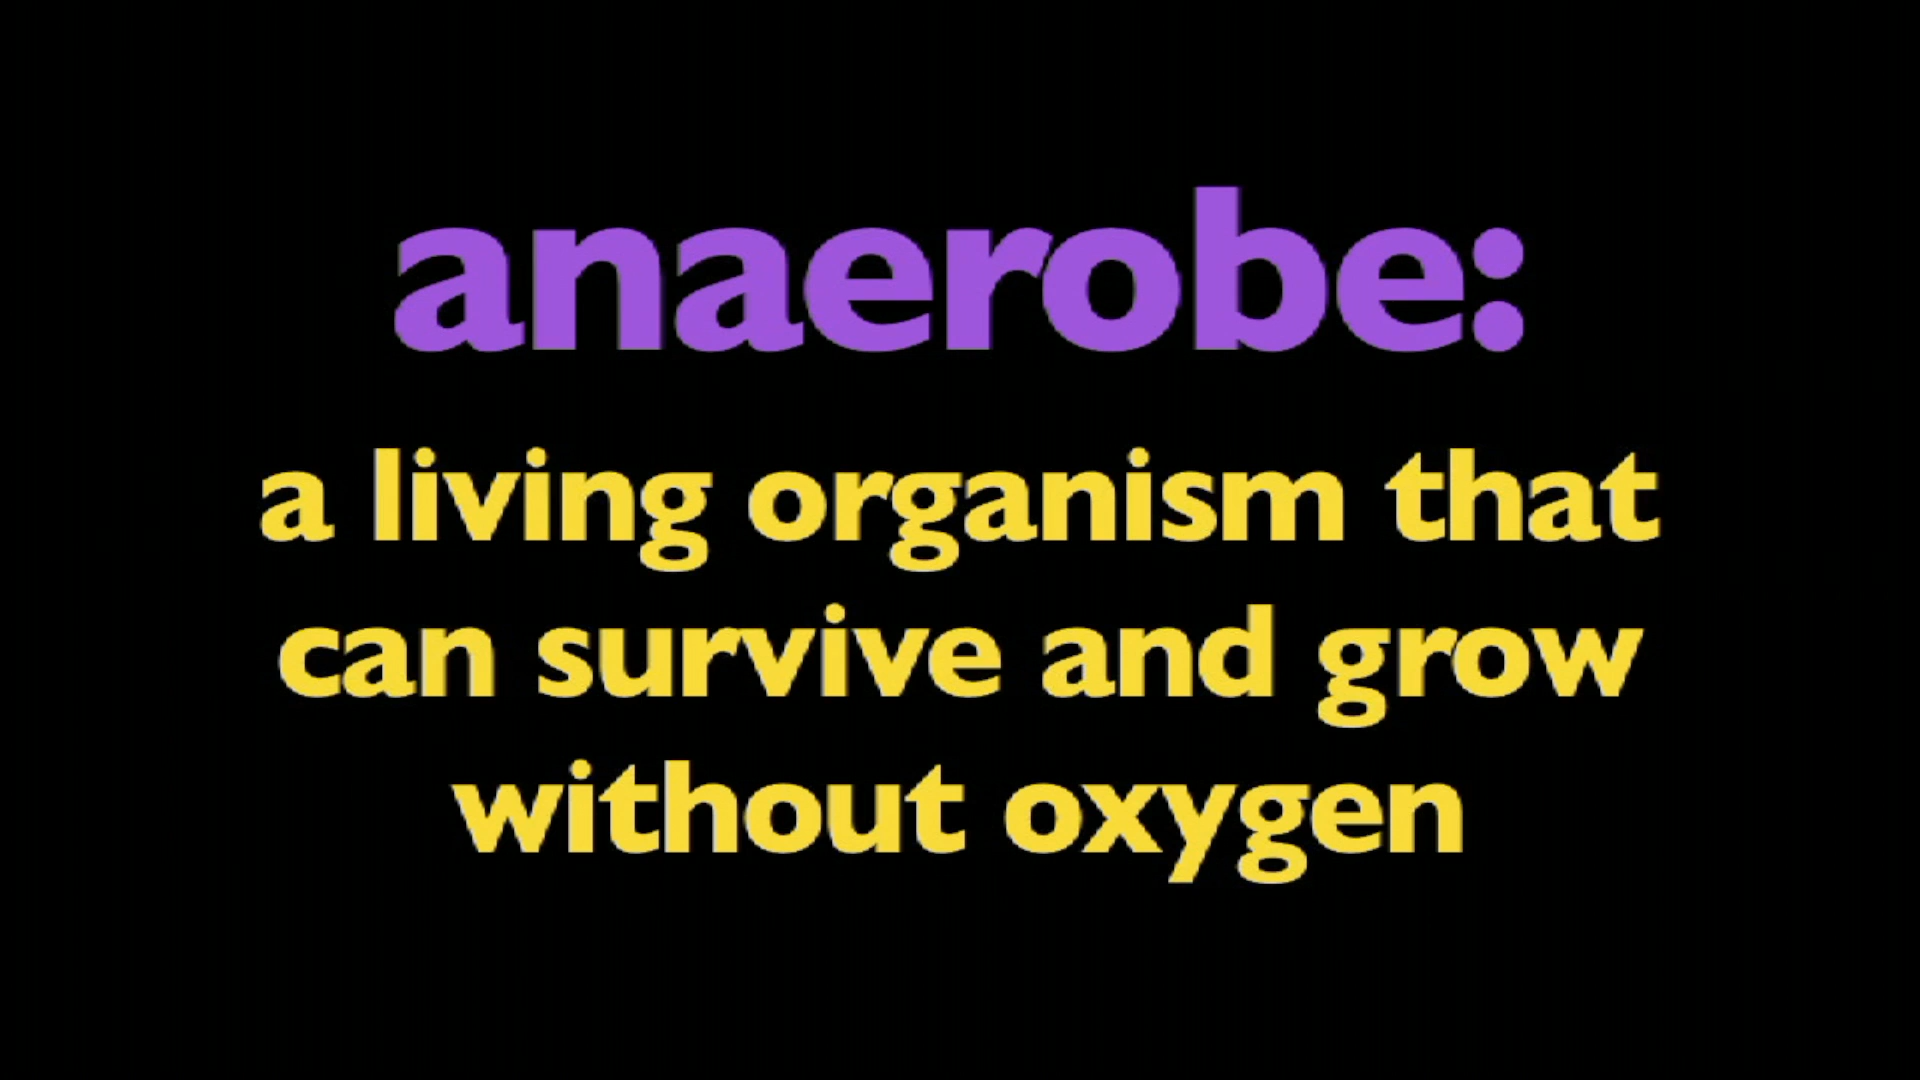 anaerobe:
a living organism that
can survive and grow
without oxygen